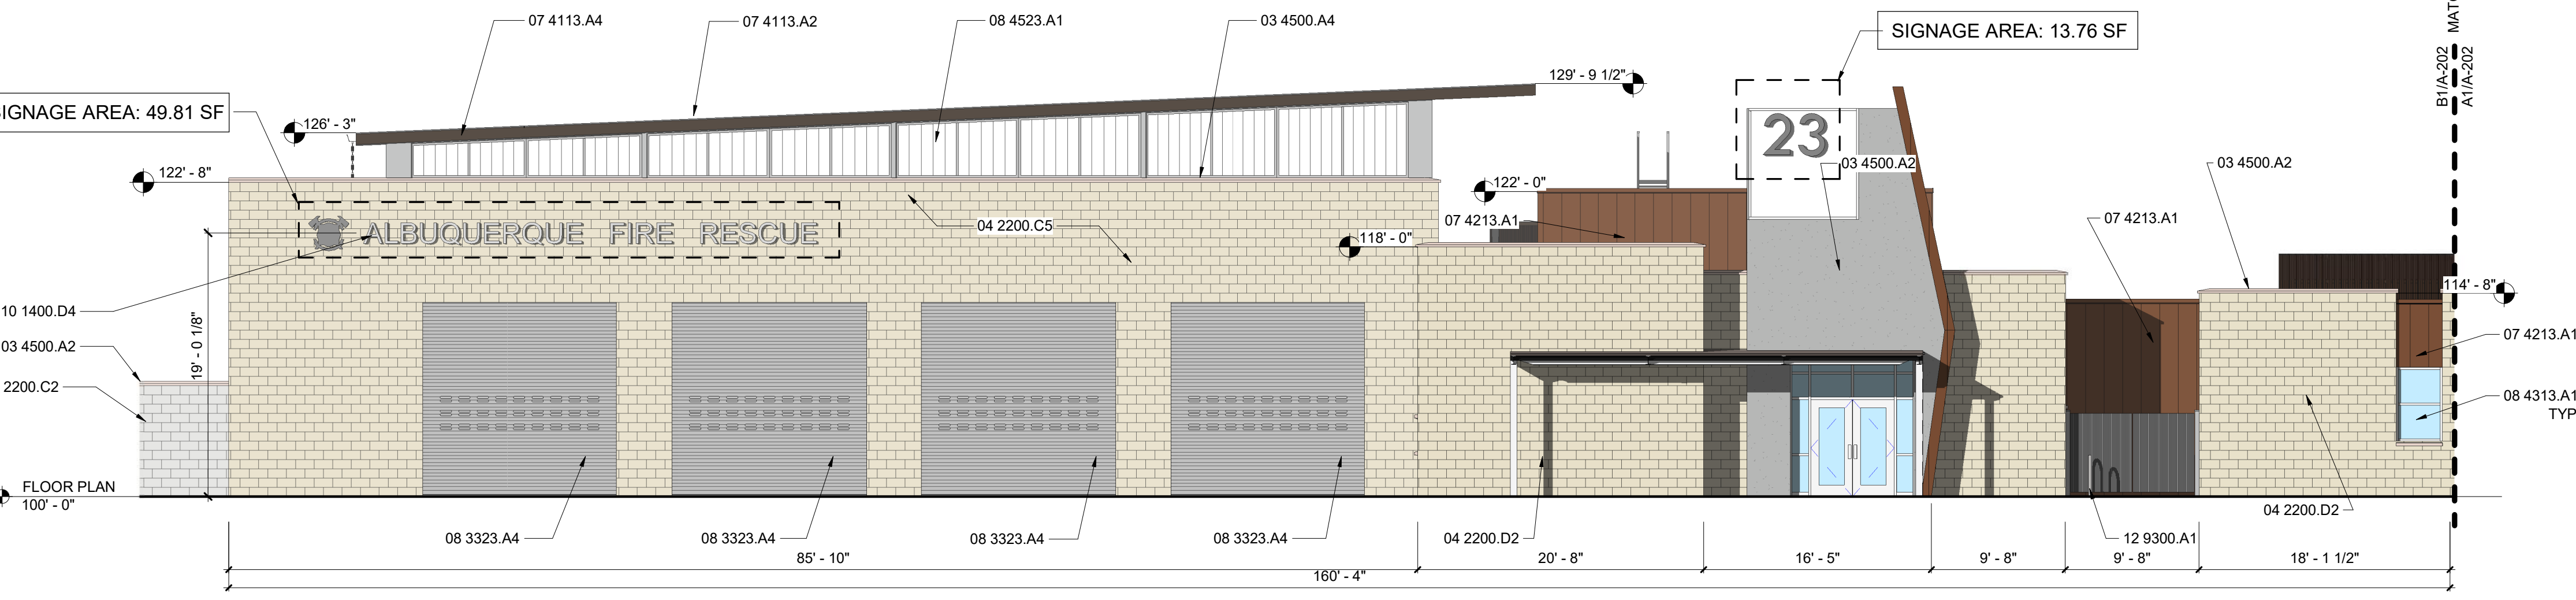 07 4113.A4
07 4113.A2
08 4523.A1
03 4500.A4
SIGNAGE AREA: 13.76 SF
B1/A-202
A1/A-202
129' - 9 1/2"
SIGNAGE AREA: 49.81 SF
126' - 3"
23
03 4500.A2
03 4500.A2
122' - 8"
122' - 0"
07 4213.A1
07 4213.A1
04 2200.C5
ALBUQUERQUE FIRE RESCUE
118' - 0"
114' - 8"
10 1400.D4
19' - 0 1/8"
03 4500.A2
2200.C2
07 4213.A1
08 4313.A1
TYP
FLOOR PLAN
100' - 0"
04 2200.D2
08 3323.A4
08 3323.A4
08 3323.A4
08 3323.A4
04 2200.D2
12 9300.A1
85' - 10"
20' - 8"
16' - 5"
9' - 8"
9' - 8"
18' - 1 1/2"
160' - 4"